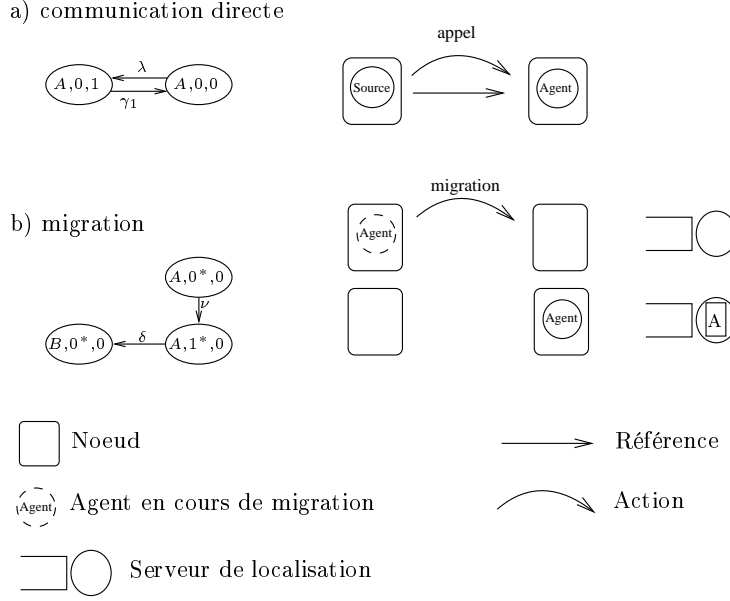 a) communication directe
appel
λ
A,0,1 A,0,0
γ1
Source Agent
b) migration
migration
Agent
A,0*,0
ν
B,0*,0 δ A,1*,0
Agent
A
Noeud
Référence
Agent
Agent en cours de migration
Action
Serveur de localisation